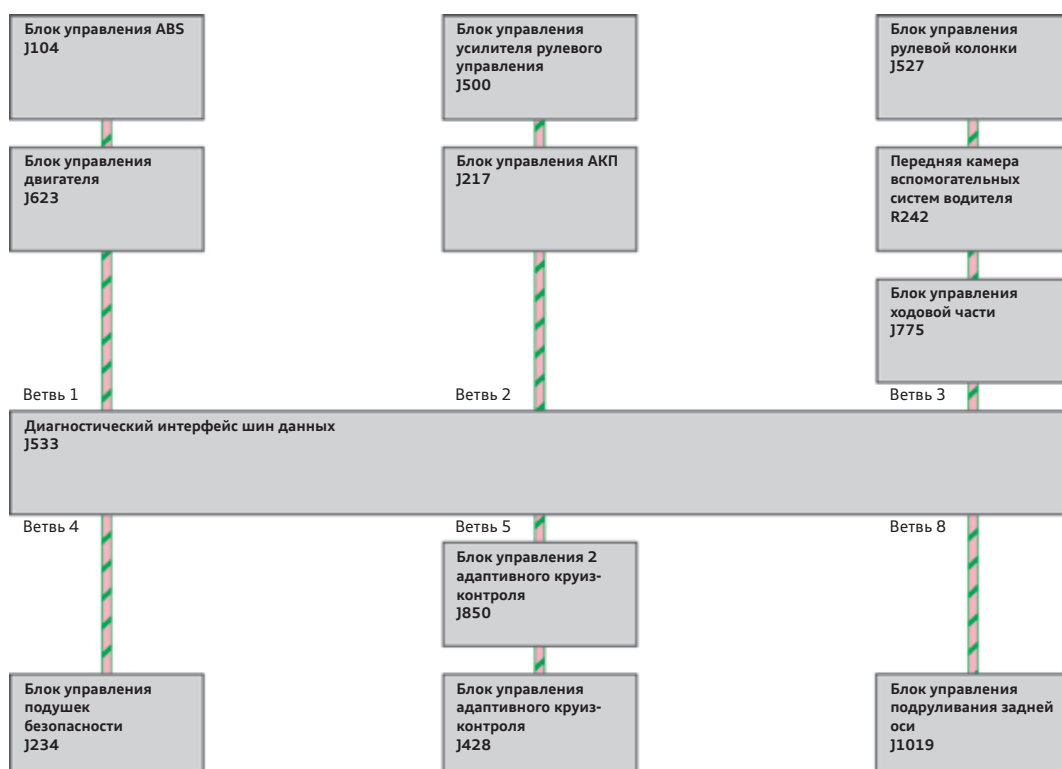 Блок управления ABS
J104
Блок управления
усилителя рулевого
управления
J500
Блок управления
рулевой колонки
J527
Блок управления
двигателя
J623
Блок управления АКП
J217
Передняя камера
вспомогательных
систем водителя
R242
Блок управления
ходовой части
J775
Ветвь 1
Ветвь 2
Ветвь 3
Диагностический интерфейс шин данных
J533
Ветвь 4
Ветвь 5
Ветвь 8
Блок управления 2
адаптивного круиз-
контроля
J850
Блок управления
подушек
безопасности
J234
Блок управления
адаптивного круиз-
контроля
J428
Блок управления
подруливания задней
оси
J1019